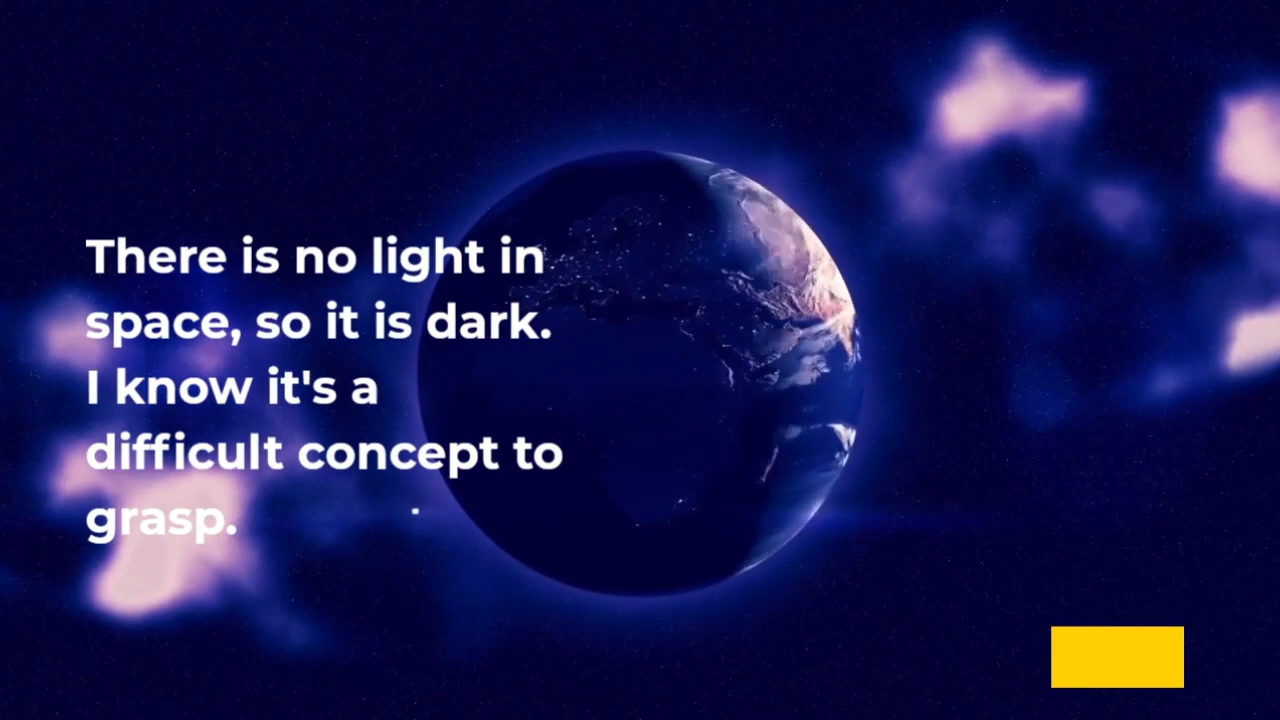 There is no light in
space, so it is dark.
I know it's a
difficult concept to
grasp.